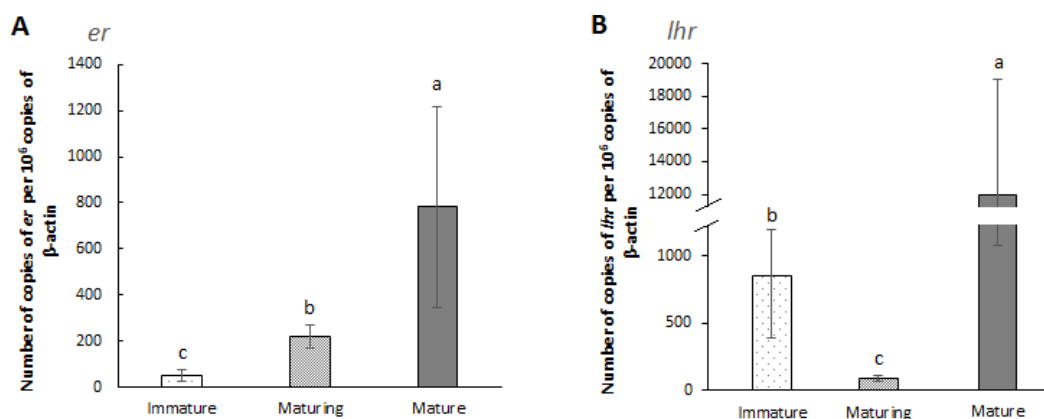 A
er
Number of copies of er per 10⁶ copies of
β-actin
1400
1200
1000
800
600
400
200
0
c
b
a
Immature
Maturing
Mature
B
lhr
Number of copies of lhr per 10⁶ copies of
β-actin
20000
18000
16000
14000
12000
1000
500
0
b
c
a
Immature
Maturing
Mature